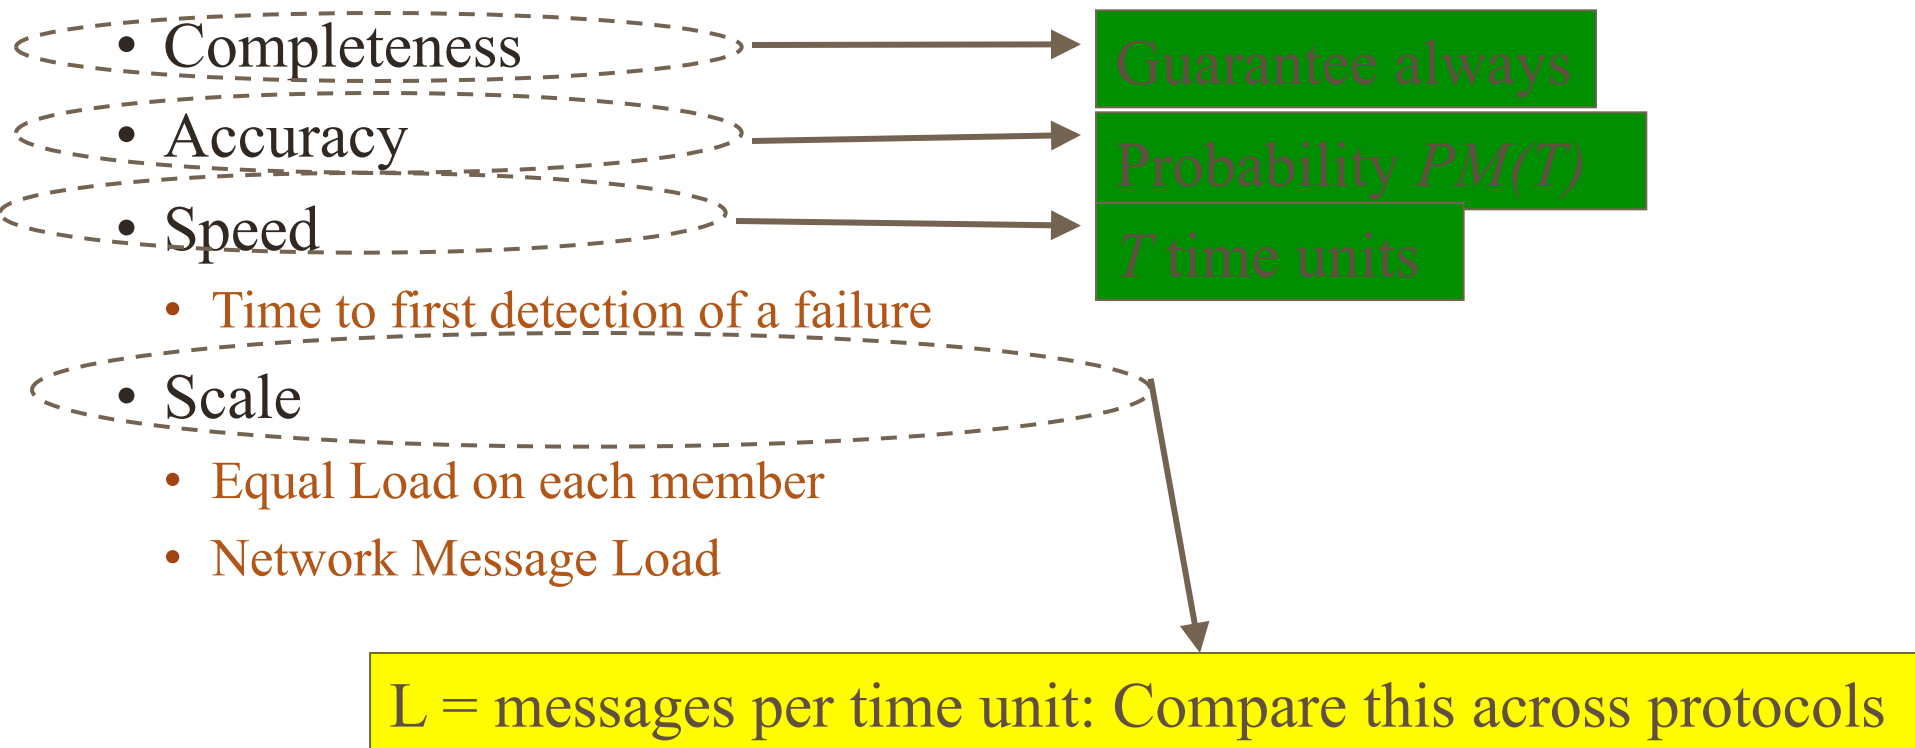 • Completeness
Guarantee always
• Accuracy
Probability PM(T)
• Speed
T time units
• Time to first detection of a failure
• Scale
• Equal Load on each member
• Network Message Load
L = messages per time unit: Compare this across protocols